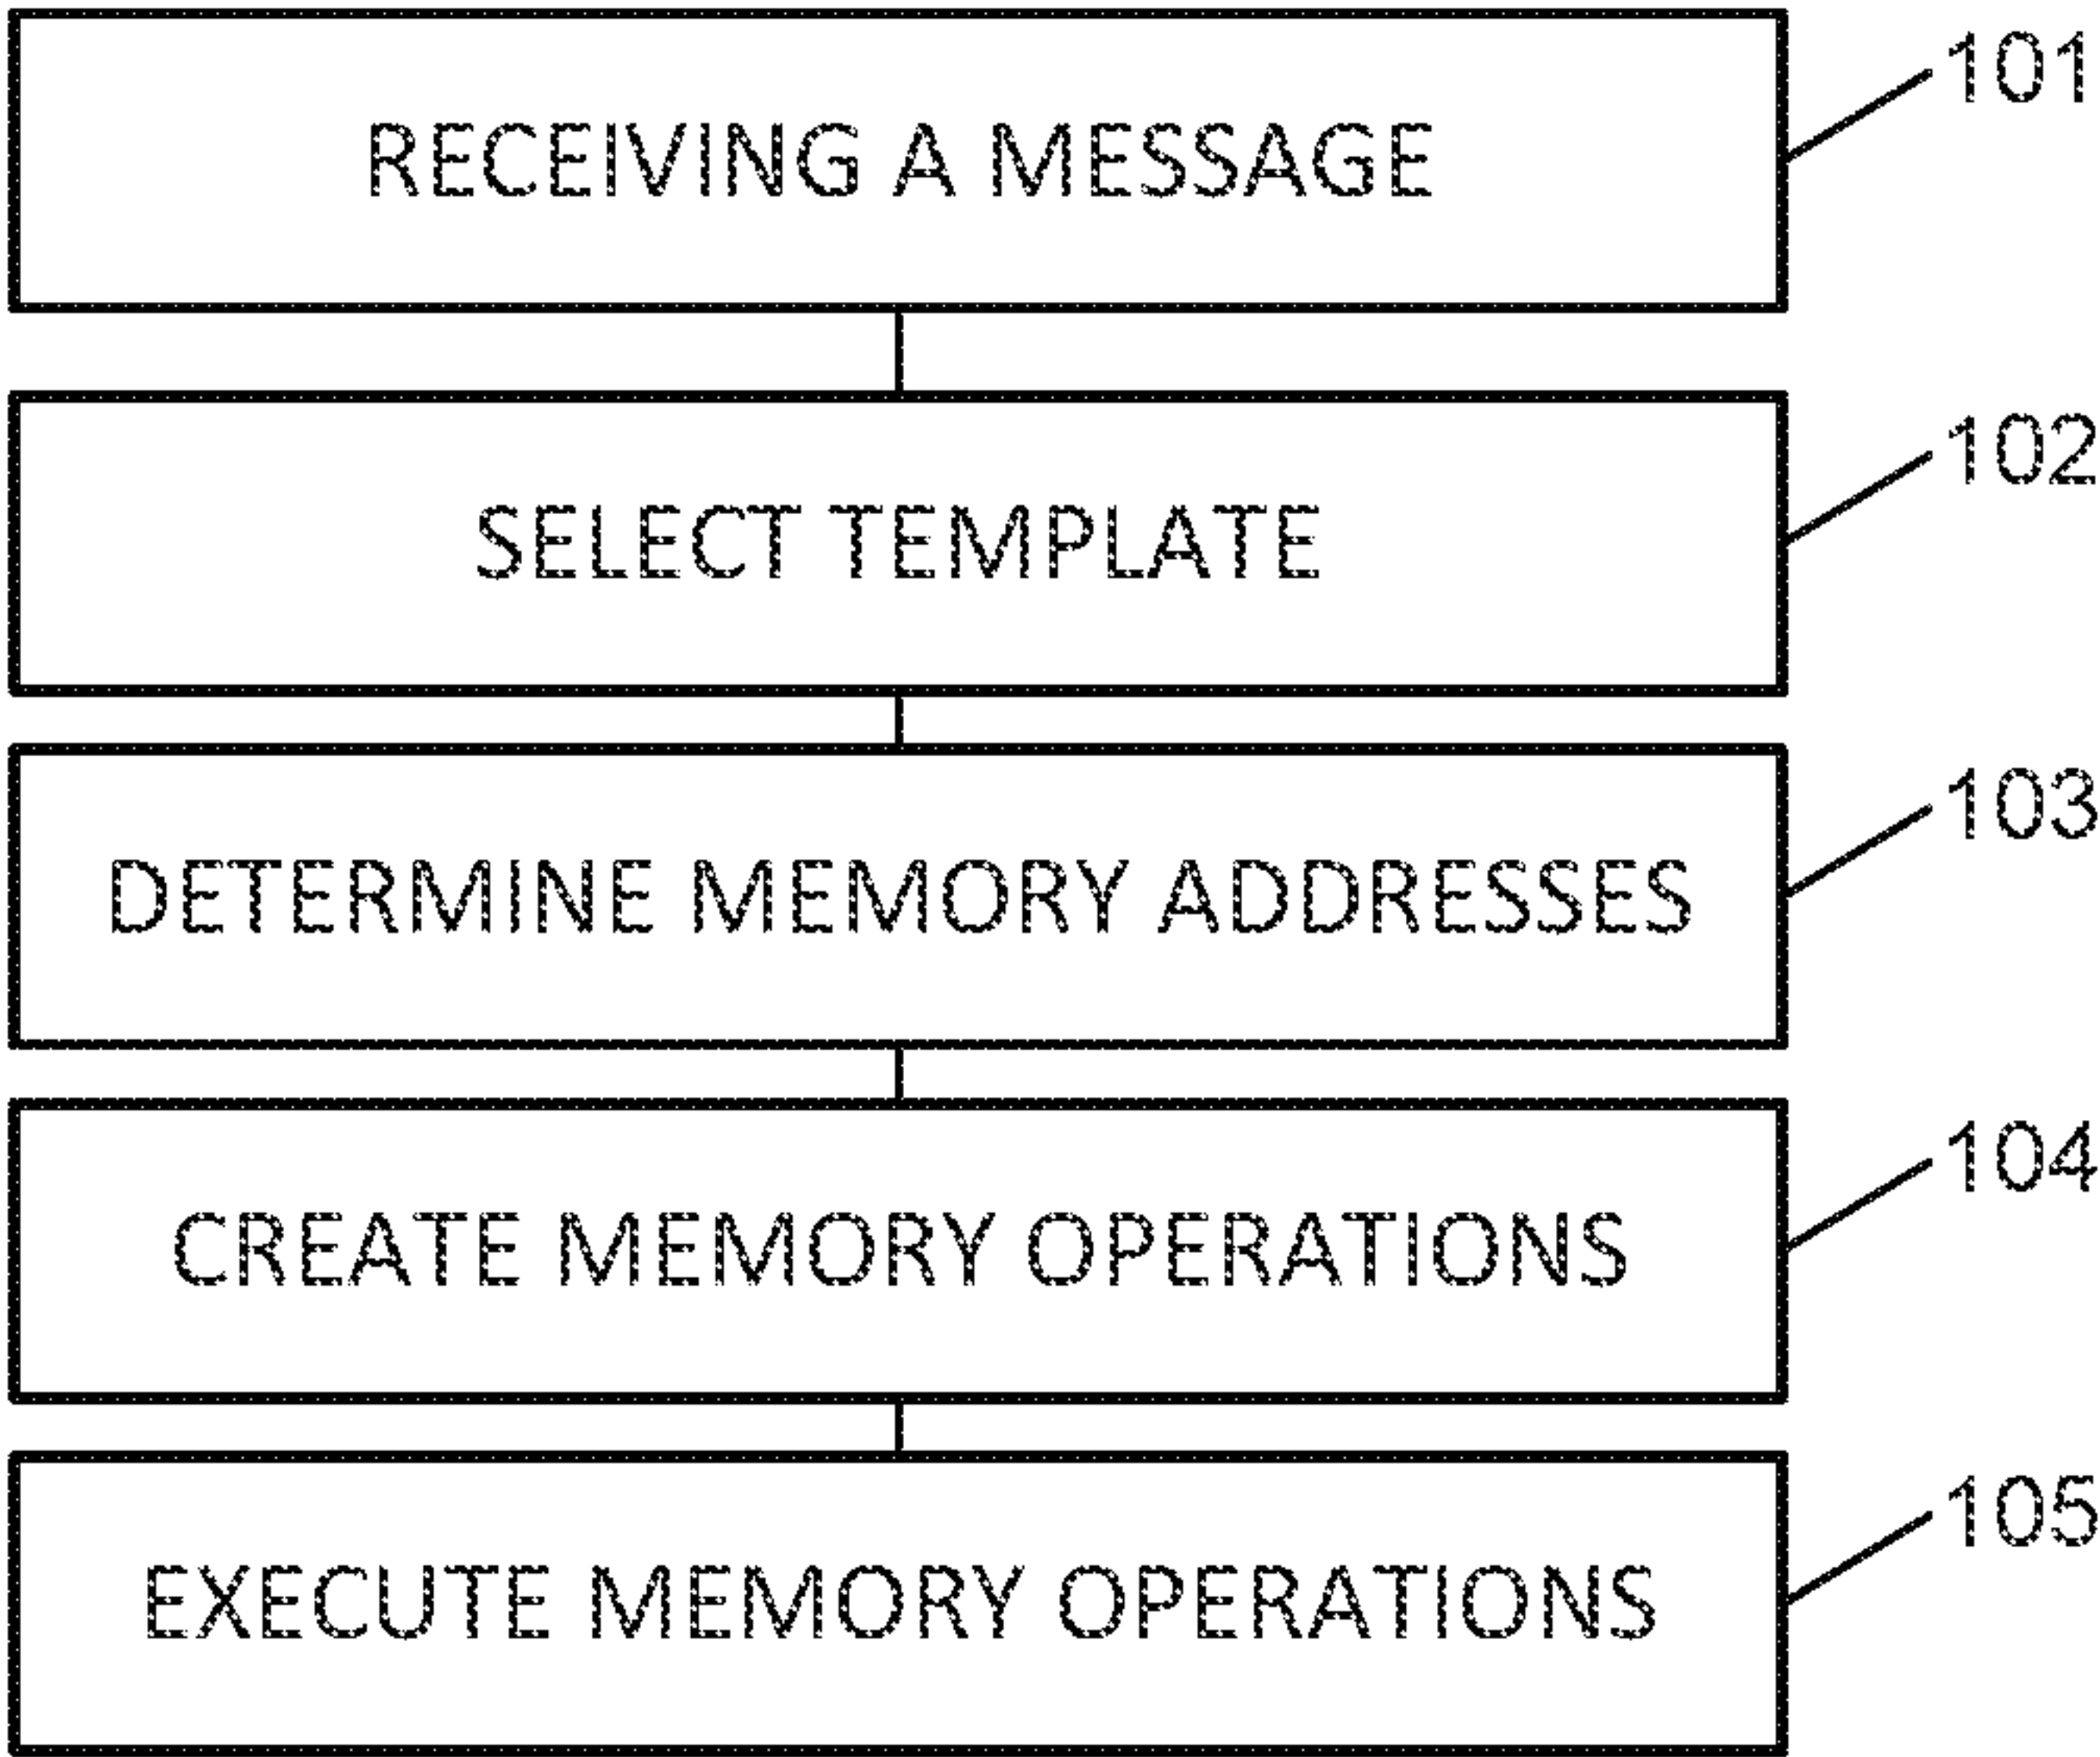 RECEIVING A MESSAGE
101
SELECT TEMPLATE
102
DETERMINE MEMORY ADDRESSES
103
CREATE MEMORY OPERATIONS
104
EXECUTE MEMORY OPERATIONS
105